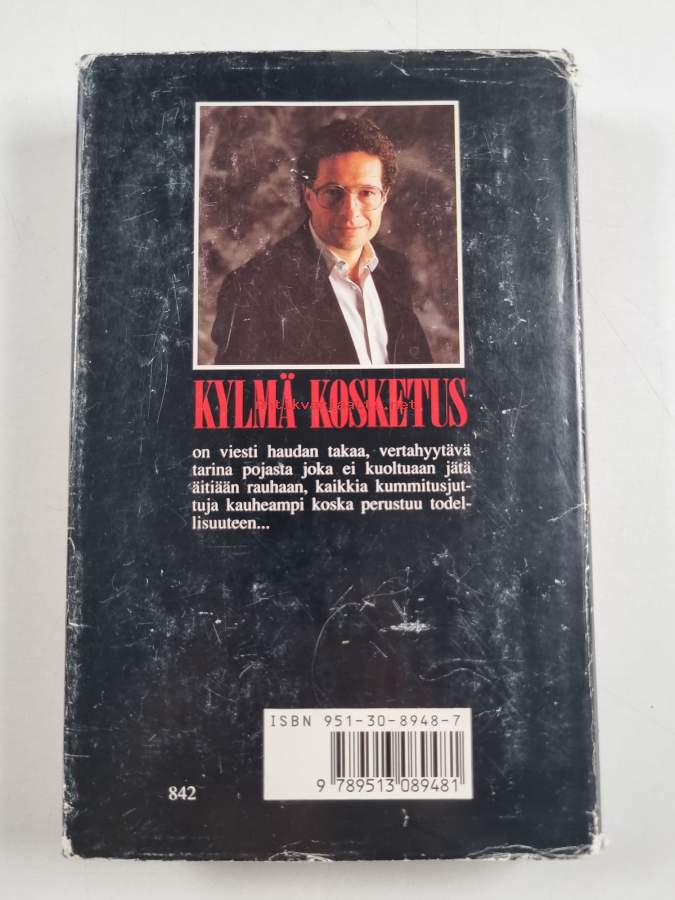 KYLMÄ KOSKETUS
on viesti haudan takaa, vertahyytävä
tarina pojasta joka ei kuoltuaan jätä
äitiään rauhaan, kaikkia kummitusjut-
tuja kauheampi koska perustuu todel-
lisuuteen...
ISBN 951-30-8948-7
9 789513 089481
842